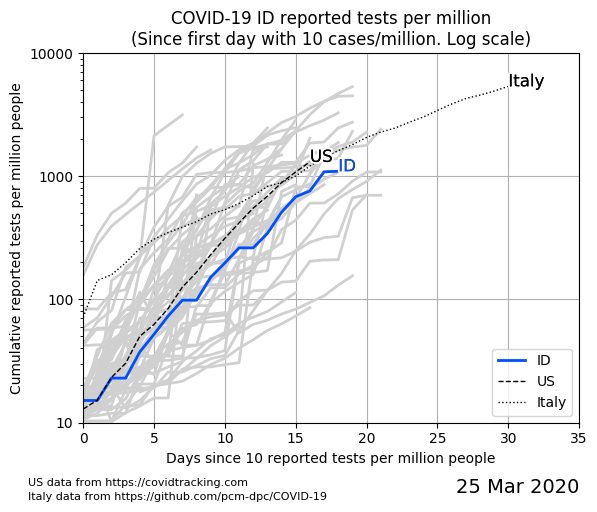 COVID-19 ID reported tests per million
(Since first day with 10 cases/million. Log scale)
Cumulative reported tests per million people
10000
1000
100
10
Italy
US
ID
ID
US
Italy
0 5 10 15 20 25 30 35
Days since 10 reported tests per million people
US data from https://covidtracking.com
Italy data from https://github.com/pcm-dpc/COVID-19
25 Mar 2020